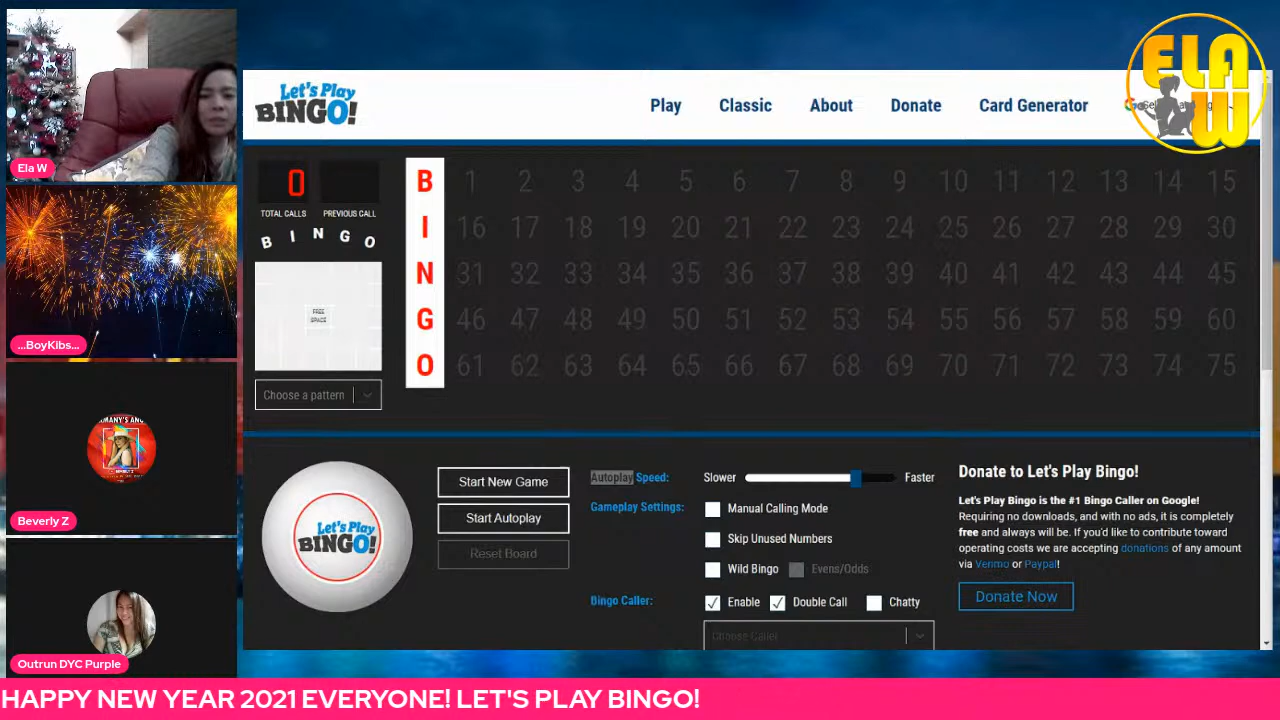 ELA
W
Ela W
...BoyKibs...
Beverly Z
Outrun DYC Purple
Let's Play
BINGO!
Play Classic About Donate Card Generator
0
TOTAL CALLS PREVIOUS CALL
B I N G O
FREE
SPACE
Choose a pattern
B 1 2 3 4 5 6 7 8 9 10 11 12 13 14 15
I 16 17 18 19 20 21 22 23 24 25 26 27 28 29 30
N 31 32 33 34 35 36 37 38 39 40 41 42 43 44 45
G 46 47 48 49 50 51 52 53 54 55 56 57 58 59 60
O 61 62 63 64 65 66 67 68 69 70 71 72 73 74 75
Let's Play
BINGO!
Start New Game
Start Autoplay
Reset Board
Autoplay Speed: Slower Faster
Gameplay Settings: Manual Calling Mode
Skip Unused Numbers
Wild Bingo Evens/Odds
Bingo Caller: Enable Double Call Chatty
Choose Caller
Donate to Let's Play Bingo!
Let's Play Bingo is the #1 Bingo Caller on Google!
Requiring no downloads, and with no ads, it is completely
free and always will be. If you'd like to contribute toward
operating costs we are accepting donations of any amount
via Venmo or Paypal!
Donate Now
HAPPY NEW YEAR 2021 EVERYONE! LET'S PLAY BINGO!